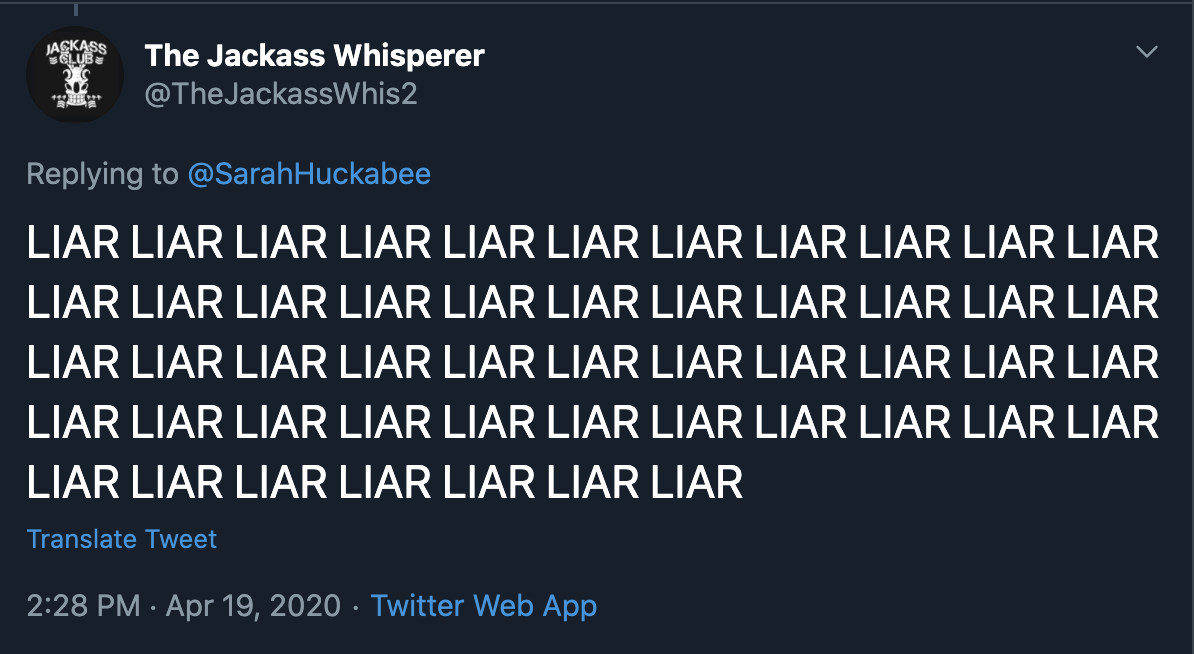 JACKASS
CLUB
The Jackass Whisperer
@TheJackassWhis2
Replying to @SarahHuckabee
LIAR LIAR LIAR LIAR LIAR LIAR LIAR LIAR LIAR LIAR LIAR
LIAR LIAR LIAR LIAR LIAR LIAR LIAR LIAR LIAR LIAR LIAR
LIAR LIAR LIAR LIAR LIAR LIAR LIAR LIAR LIAR LIAR LIAR
LIAR LIAR LIAR LIAR LIAR LIAR LIAR LIAR LIAR LIAR LIAR
LIAR LIAR LIAR LIAR LIAR LIAR LIAR
Translate Tweet
2:28 PM · Apr 19, 2020 · Twitter Web App